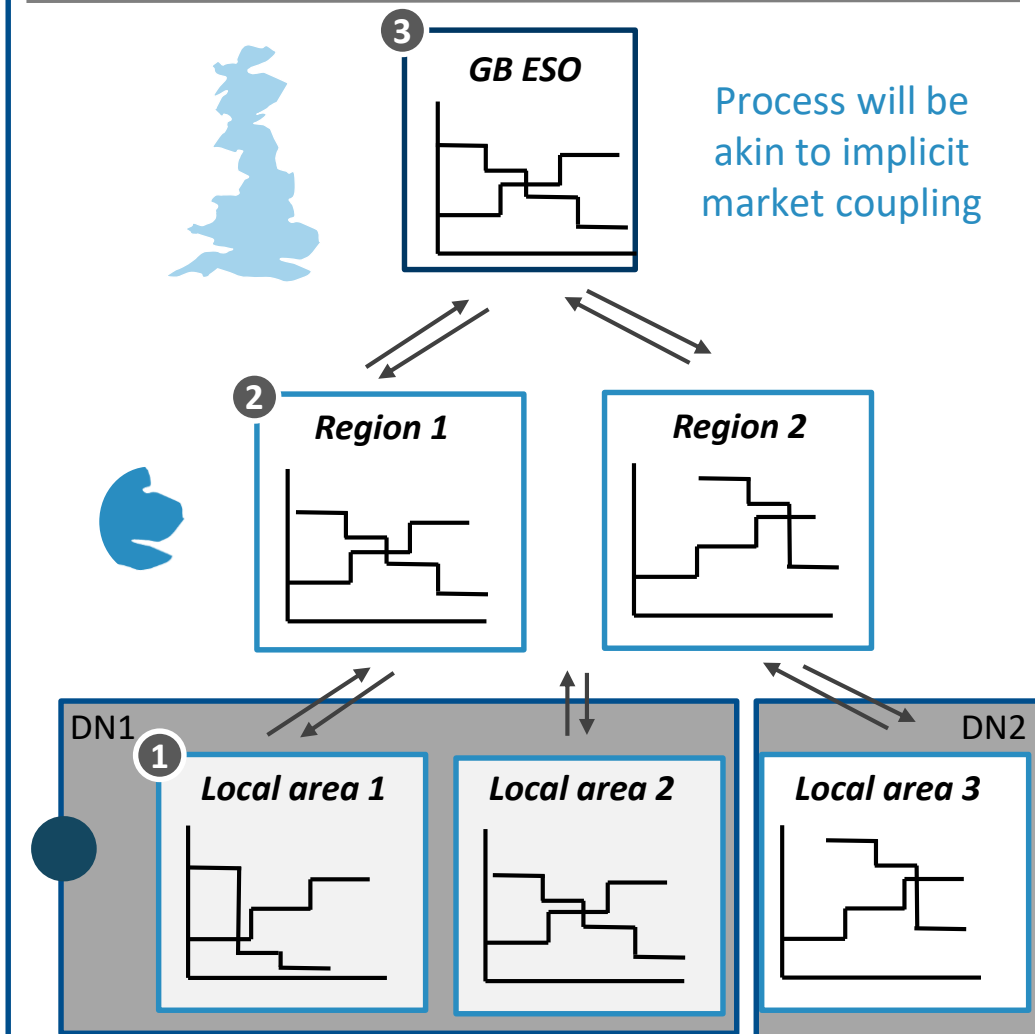 3
GB ESO
Process will be
akin to implicit
market coupling
2
Region 1
Region 2
DN1
DN2
1
Local area 1
Local area 2
Local area 3